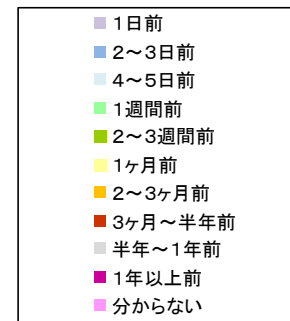 1日前
2～3日前
4～5日前
1週間前
2～3週間前
1ヶ月前
2～3ヶ月前
3ヶ月～半年前
半年～1年前
1年以上前
分からない